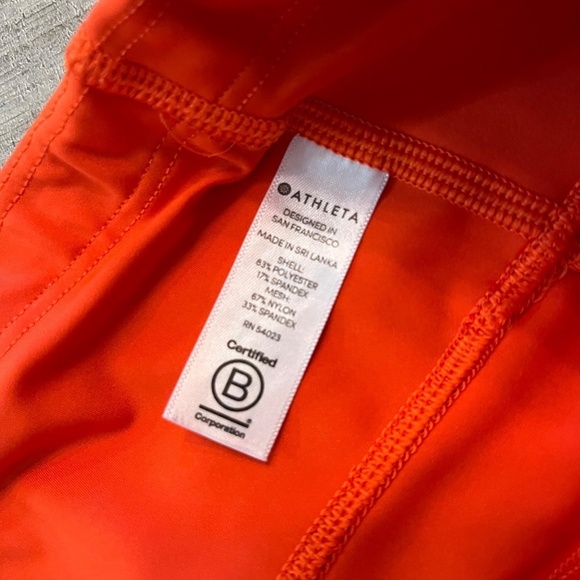 ATHLETA
DESIGNED IN
SAN FRANCISCO
MADE IN SRI LANKA
SHELL:
83% POLYESTER
17% SPANDEX
MESH:
67% NYLON
33% SPANDEX
RN 54023
Certified
B
Corporation